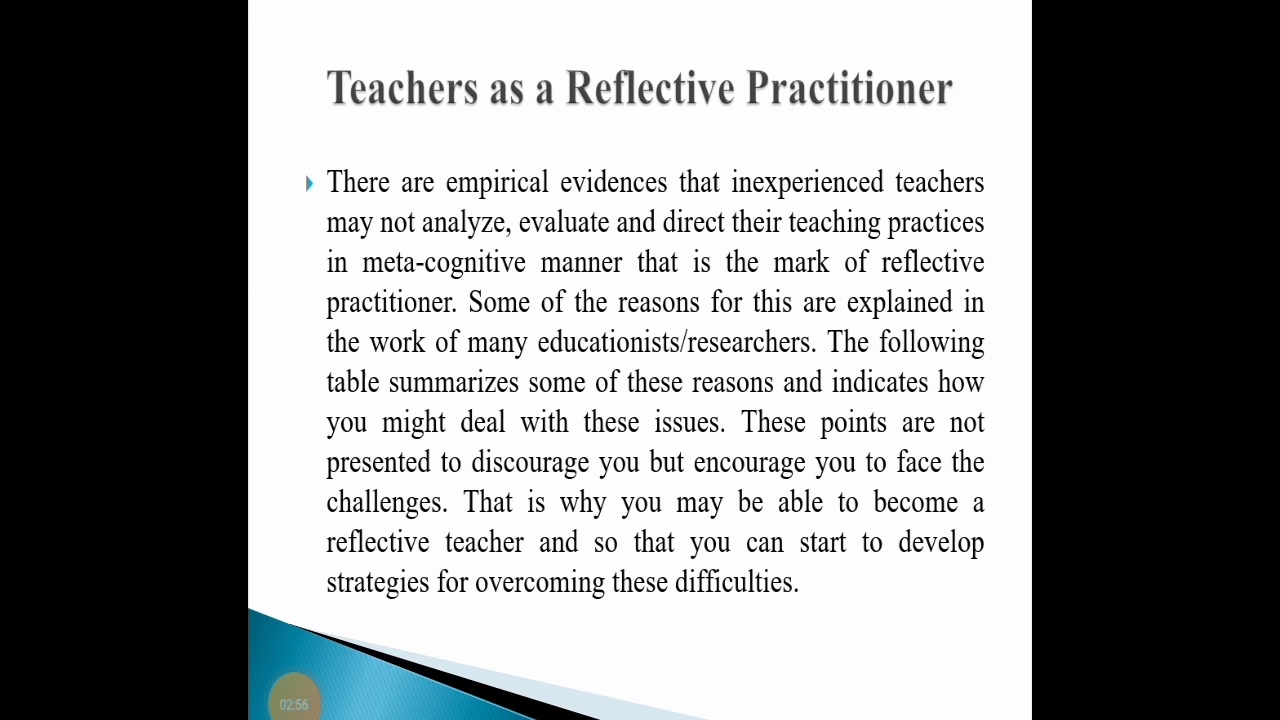 Teachers as a Reflective Practitioner
There are empirical evidences that inexperienced teachers
may not analyze, evaluate and direct their teaching practices
in meta-cognitive manner that is the mark of reflective
practitioner. Some of the reasons for this are explained in
the work of many educationists/researchers. The following
table summarizes some of these reasons and indicates how
you might deal with these issues. These points are not
presented to discourage you but encourage you to face the
challenges. That is why you may be able to become a
reflective teacher and so that you can start to develop
strategies for overcoming these difficulties.
02:56